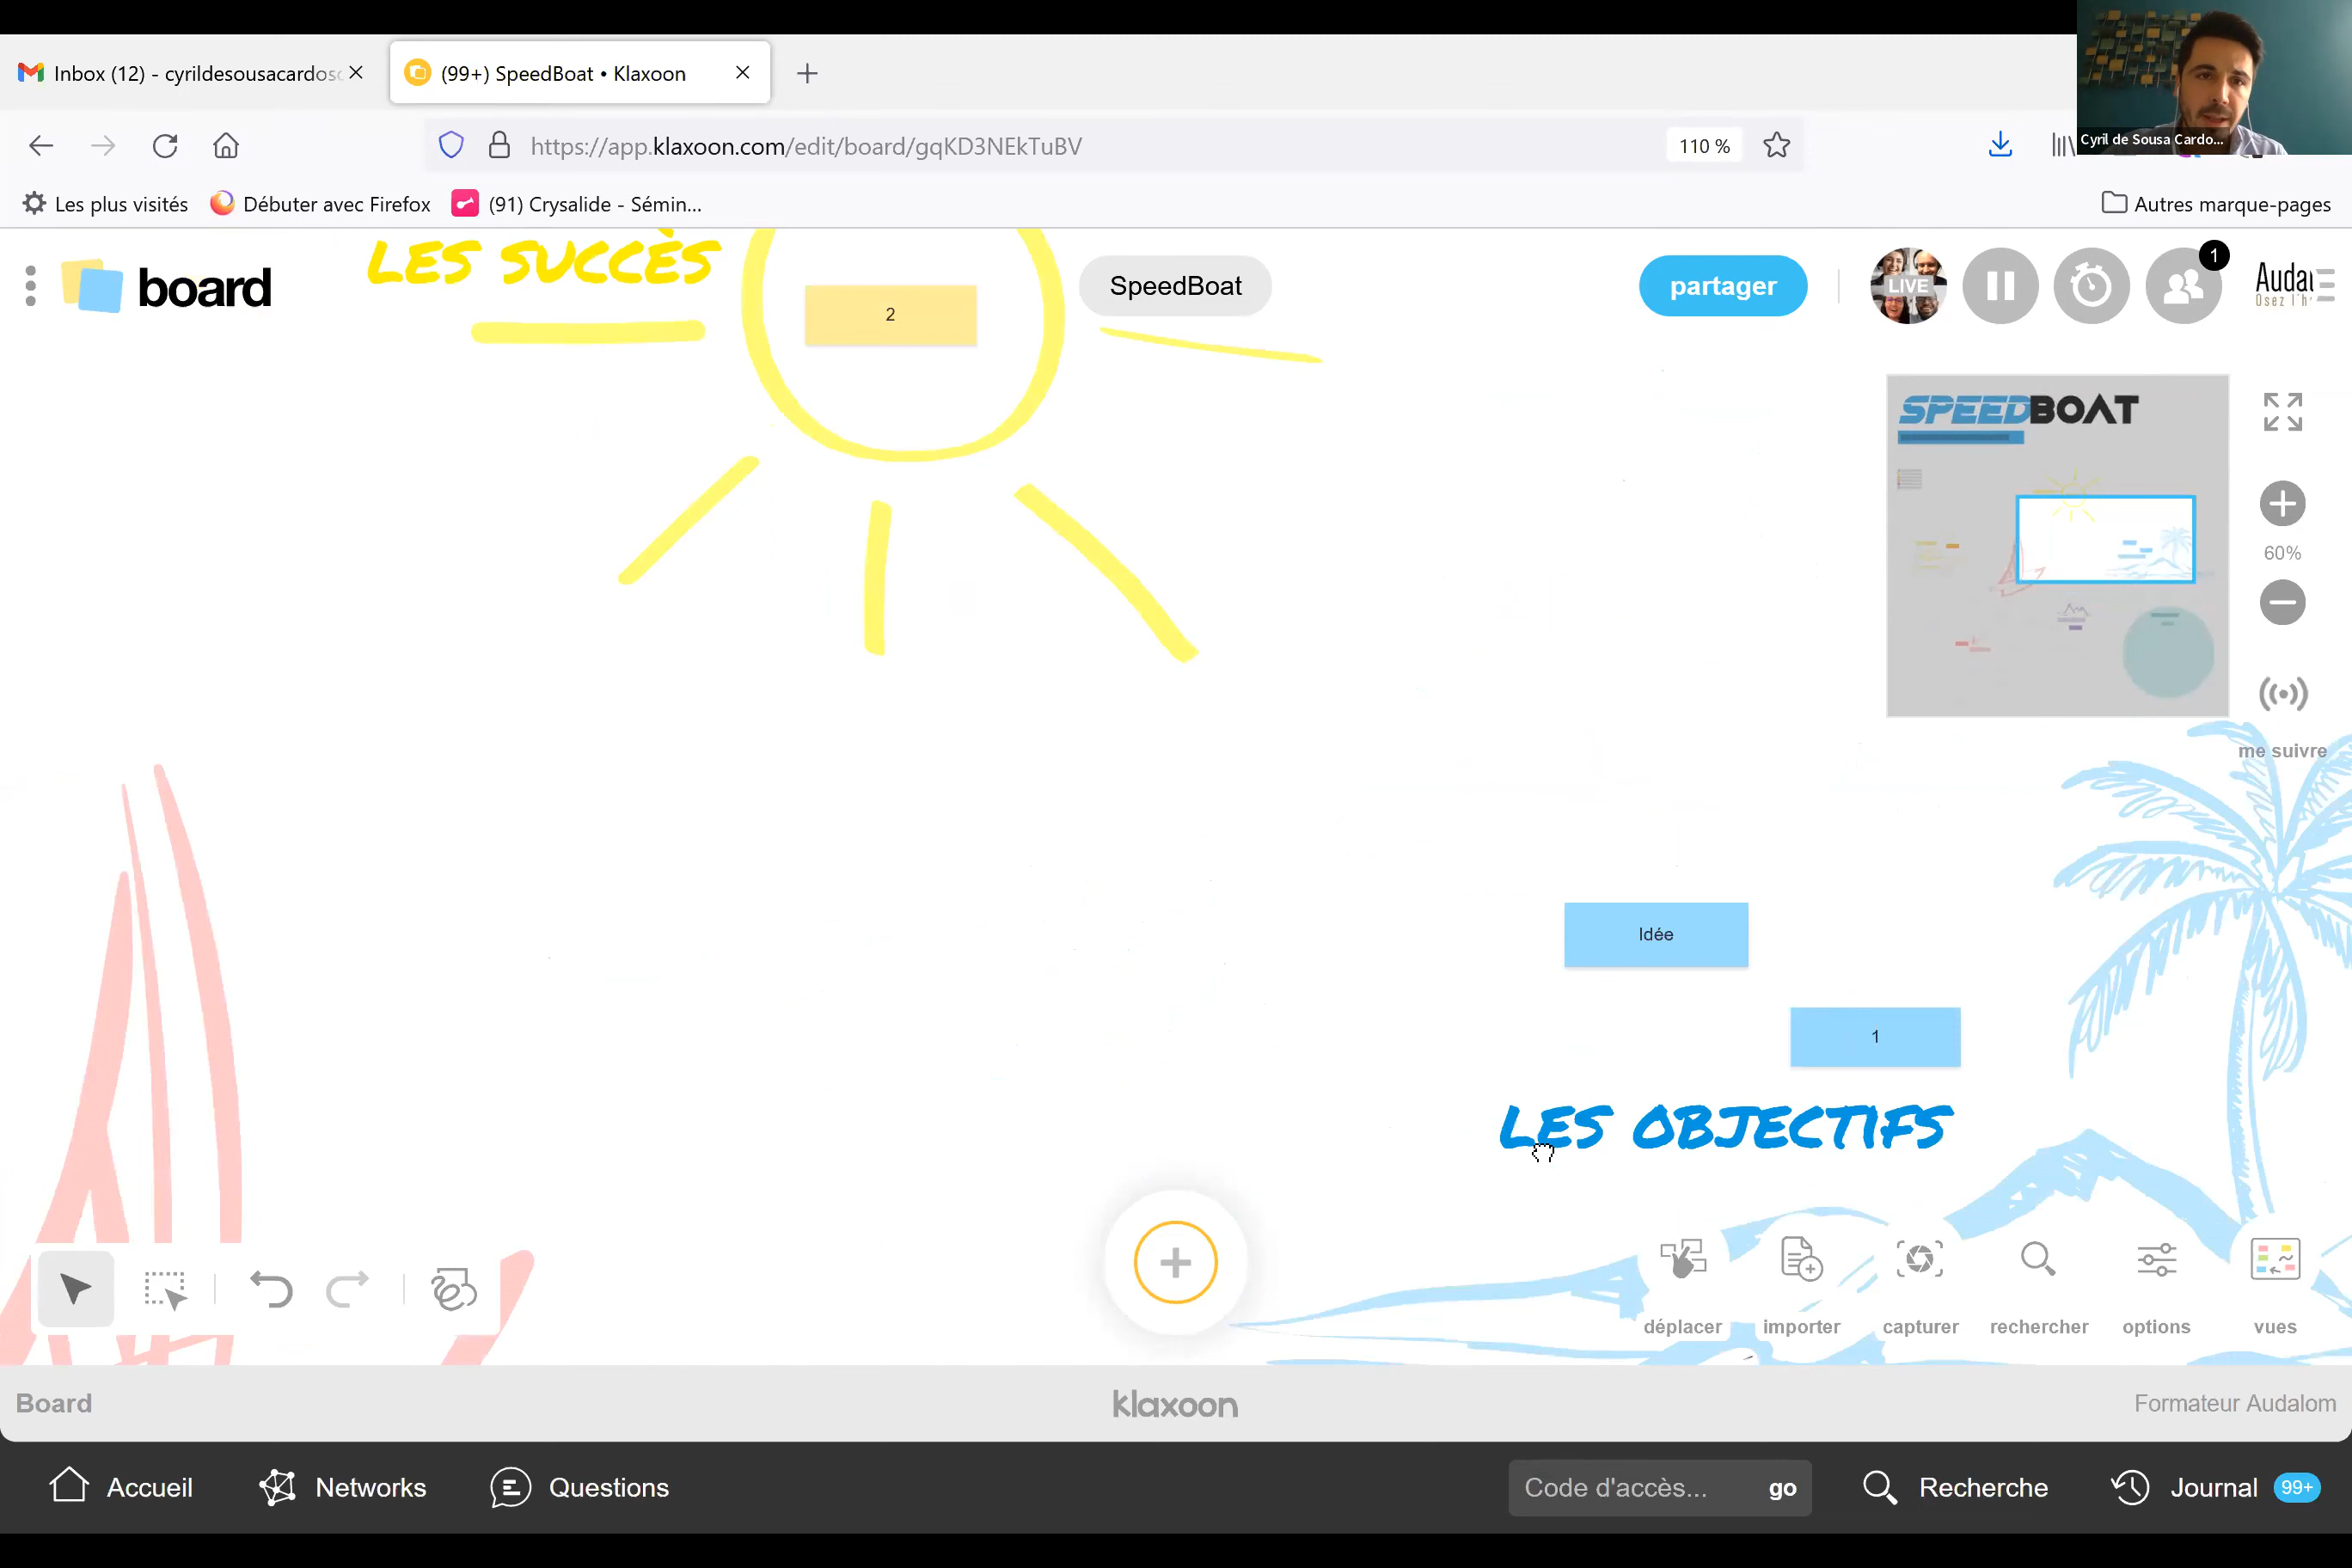 Inbox (12) - cyrildesousacardos
(99+) SpeedBoat • Klaxoon
Cyril de Sousa Cardo...
https://app.klaxoon.com/edit/board/gqKD3NEkTuBV
110 %
Les plus visités
Débuter avec Firefox
(91) Crysalide - Sémin...
Autres marque-pages
board
LES SUCCÈS
2
SpeedBoat
partager
LIVE
1
Osez l'h
SPEEDBOAT
60%
me suivre
Idée
1
LES OBJECTIFS
déplacer
importer
capturer
rechercher
options
vues
Board
klaxoon
Formateur Audalom
Accueil
Networks
Questions
Code d'accès...
go
Recherche
Journal
99+